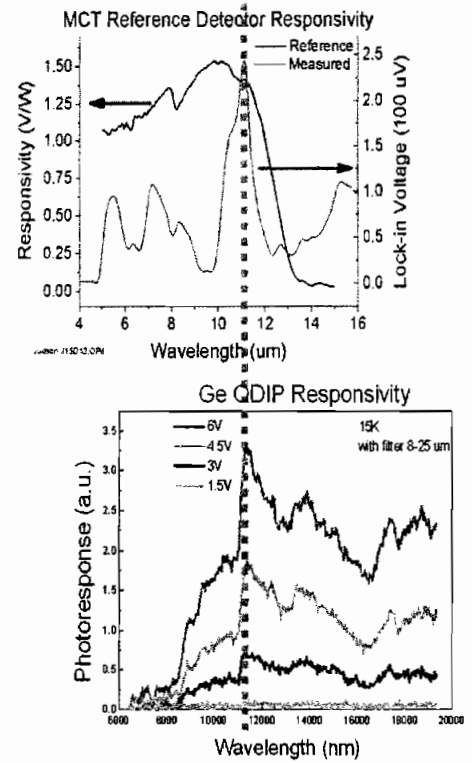 MCT Reference Detector Responsivity
Reference
Measured
Responsivity (V/W)
1.50
1.25
1.00
0.75
0.50
0.25
0.00
2.5
2.0
1.5
1.0
0.5
0.0
Lock-in Voltage (100 uV)
4 6 8 10 12 14 16
Wavelength (um)
Ge QDIP Responsivity
6V
4.5V
3V
1.5V
15K
with filter 8-25 um
Photoresponse (a.u.)
3.5
3.0
2.5
2.0
1.5
1.0
0.5
0.0
6000 8000 10000 12000 14000 16000 18000 20000
Wavelength (nm)